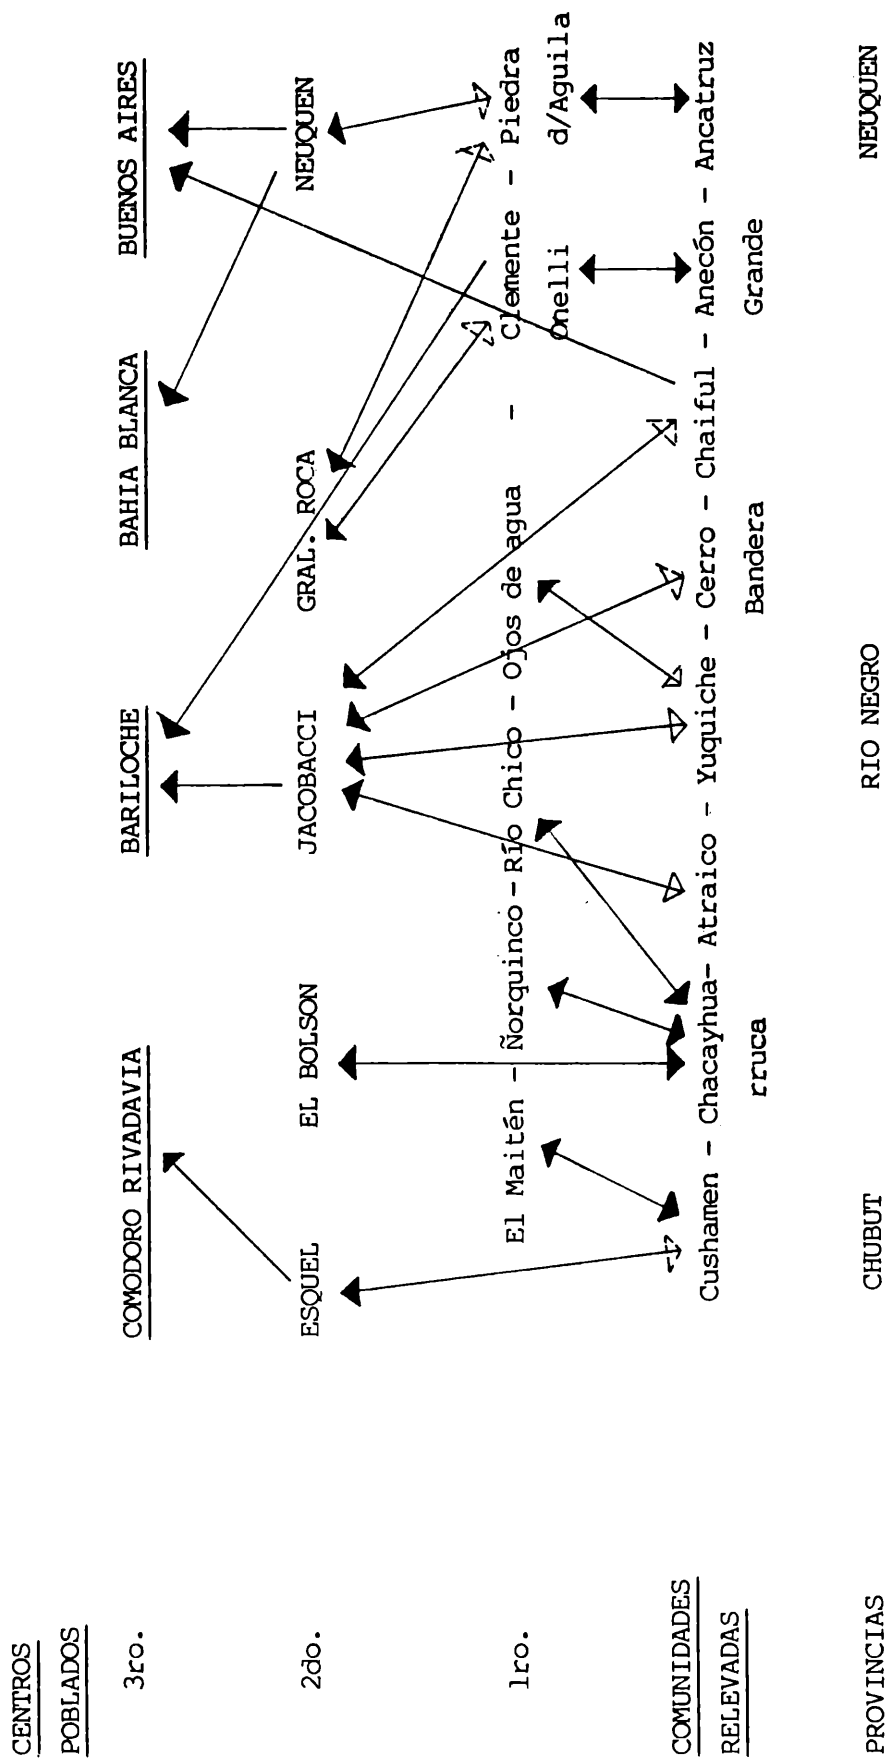 CENTROS
POBLADOS
3ro. COMODORO RIVADAVIA BARILOCHE BAHIA BLANCA BUENOS AIRES
2do. ESQUEL EL BOLSON JACOBACCI GRAL. ROCA NEUQUEN
1ro. El Maitén - Ñorquinco - Río Chico - Ojos de agua - Clemente - Piedra
Onelli d/Aguila
COMUNIDADES Cushamen - Chacayhua- Atraico - Yuquiche - Cerro - Chaiful - Anecón - Ancatruz
RELEVADAS rruca Bandera Grande
PROVINCIAS CHUBUT RIO NEGRO NEUQUEN